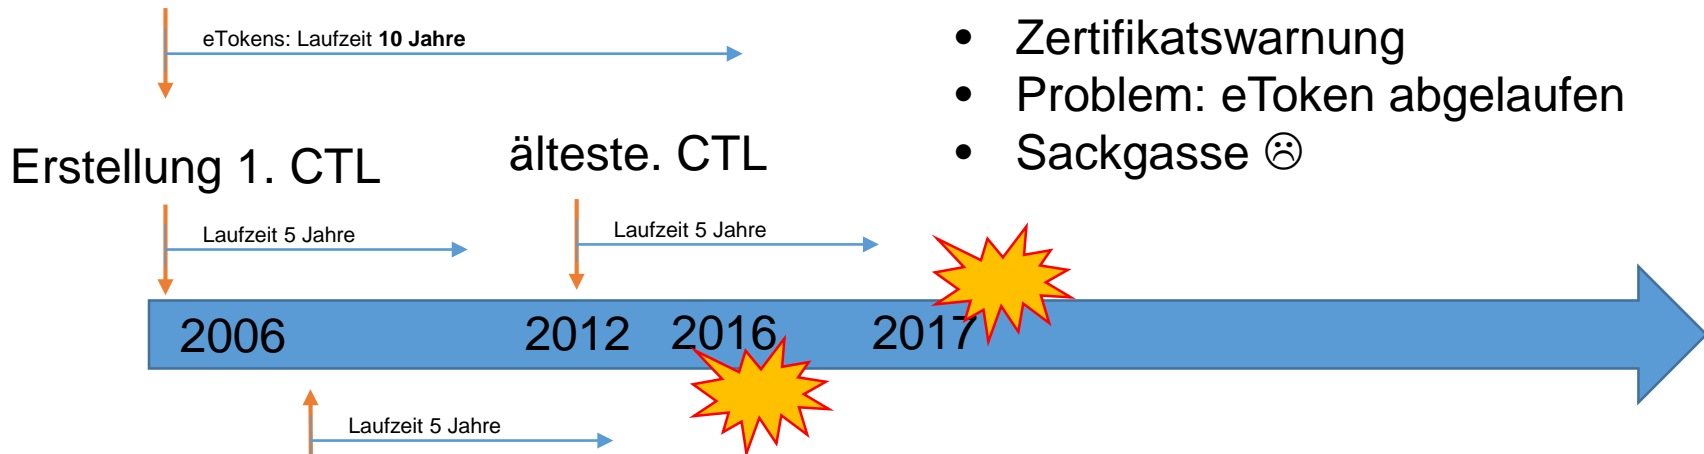 eTokens: Laufzeit 10 Jahre
• Zertifikatswarnung
• Problem: eToken abgelaufen
• Sackgasse ☹
Erstellung 1. CTL
älteste. CTL
Laufzeit 5 Jahre
Laufzeit 5 Jahre
2006
2012
2016
2017
Laufzeit 5 Jahre